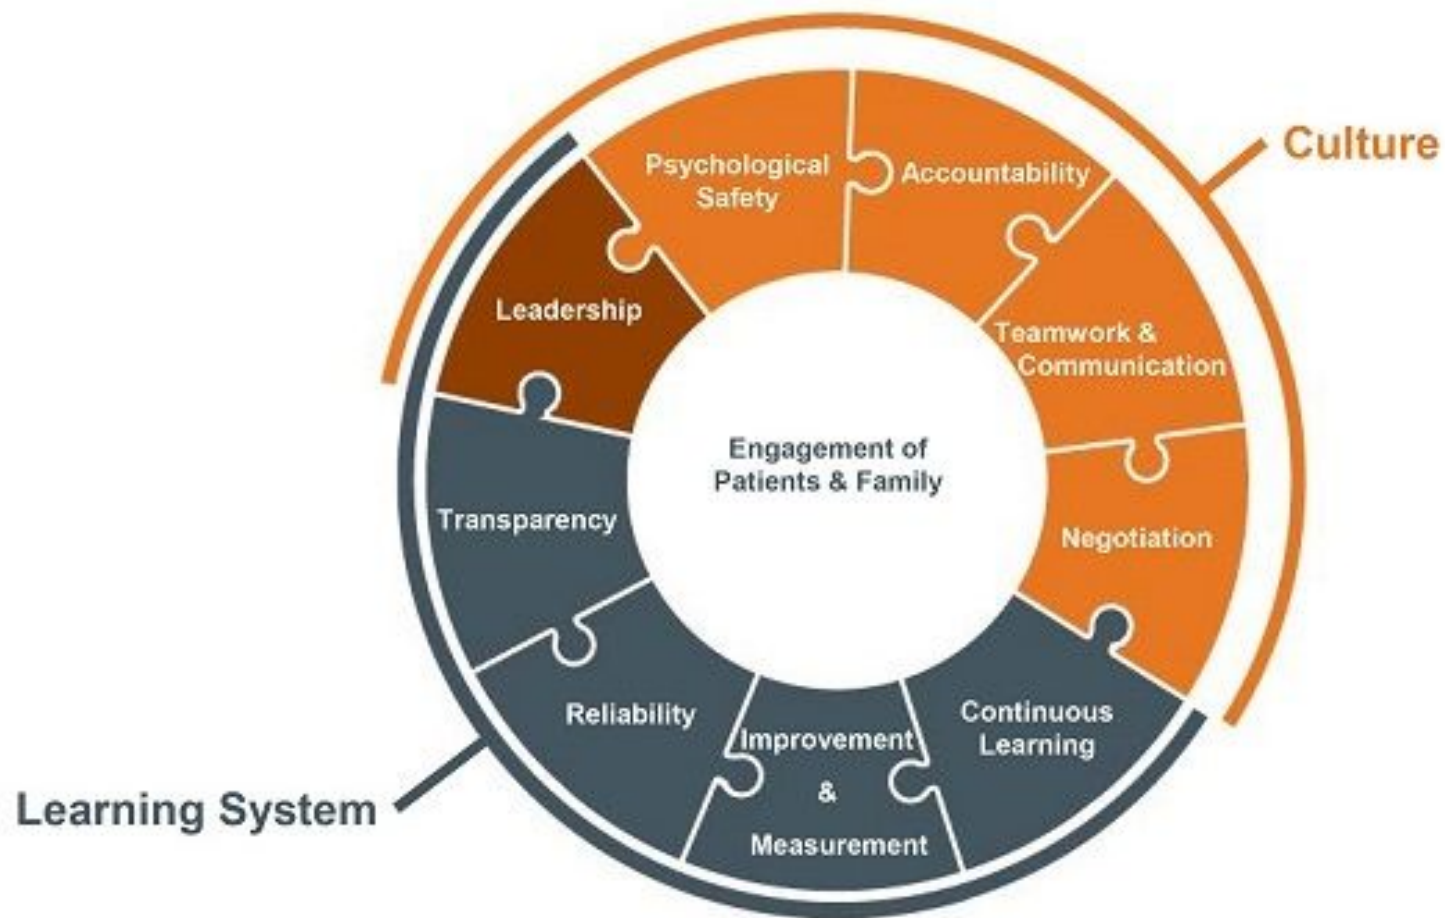 Culture
Psychological
Safety
Accountability
Leadership
Teamwork &
Communication
Engagement of
Patients & Family
Transparency
Negotiation
Reliability
Improvement
&
Measurement
Continuous
Learning
Learning System